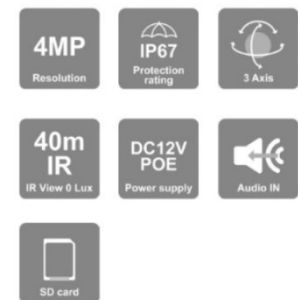 4MP
Resolution
IP67
Protection
rating
3 Axis
40m
IR
IR View 0 Lux
DC12V
POE
Power supply
Audio IN
SD card